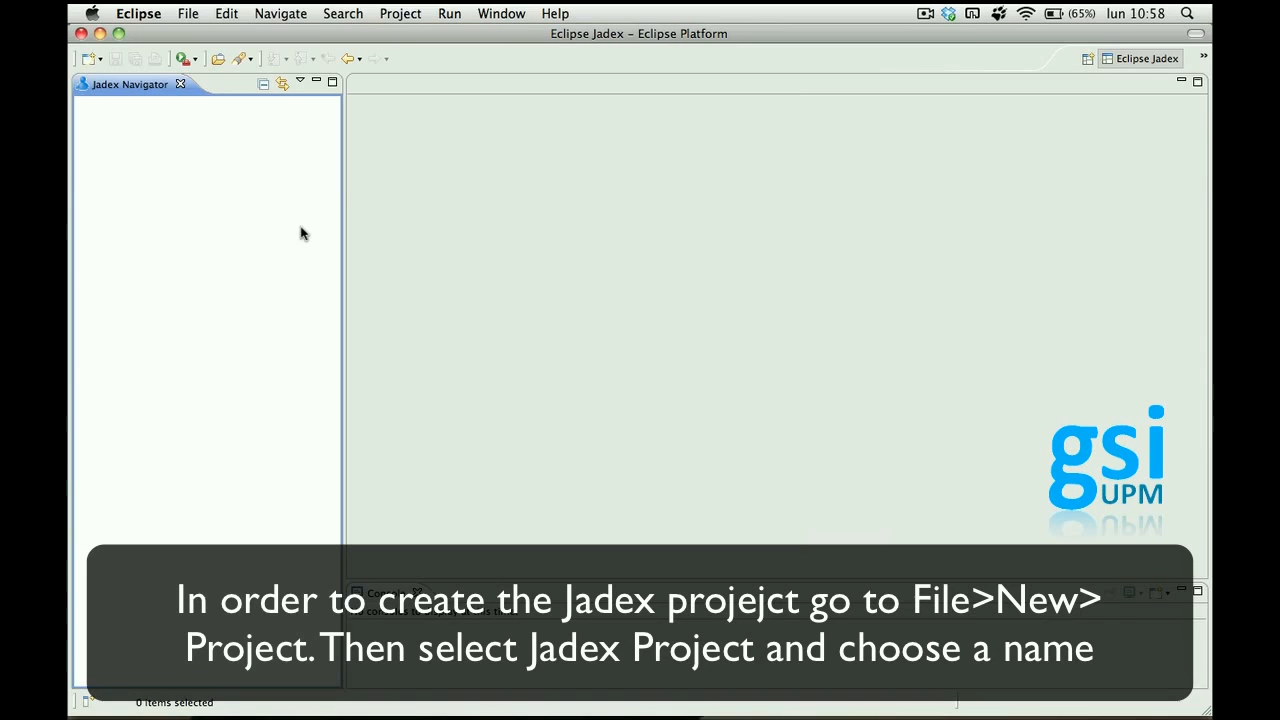 Eclipse File Edit Navigate Search Project Run Window Help (65%) lun 10:58
Eclipse Jadex – Eclipse Platform
Eclipse Jadex »
Jadex Navigator
gsi
UPM
In order to create the Jadex projejct go to File>New>
Project. Then select Jadex Project and choose a name
0 items selected